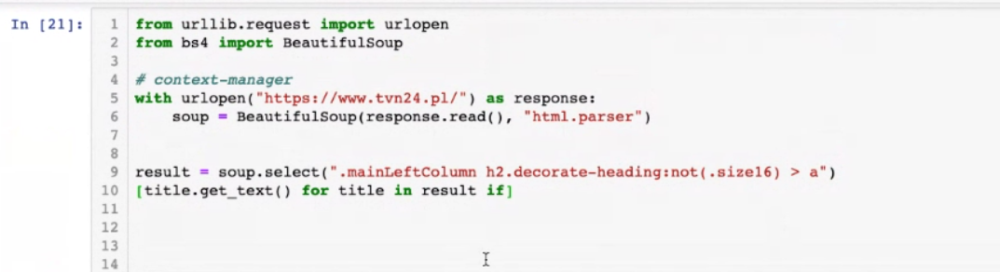 In [21]:
1 from urllib.request import urlopen
2 from bs4 import BeautifulSoup
3
4 # context-manager
5 with urlopen("https://www.tvn24.pl/") as response:
6     soup = BeautifulSoup(response.read(), "html.parser")
7
8
9 result = soup.select(".mainLeftColumn h2.decorate-heading:not(.size16) > a")
10 [title.get_text() for title in result if]
11
12
13
14